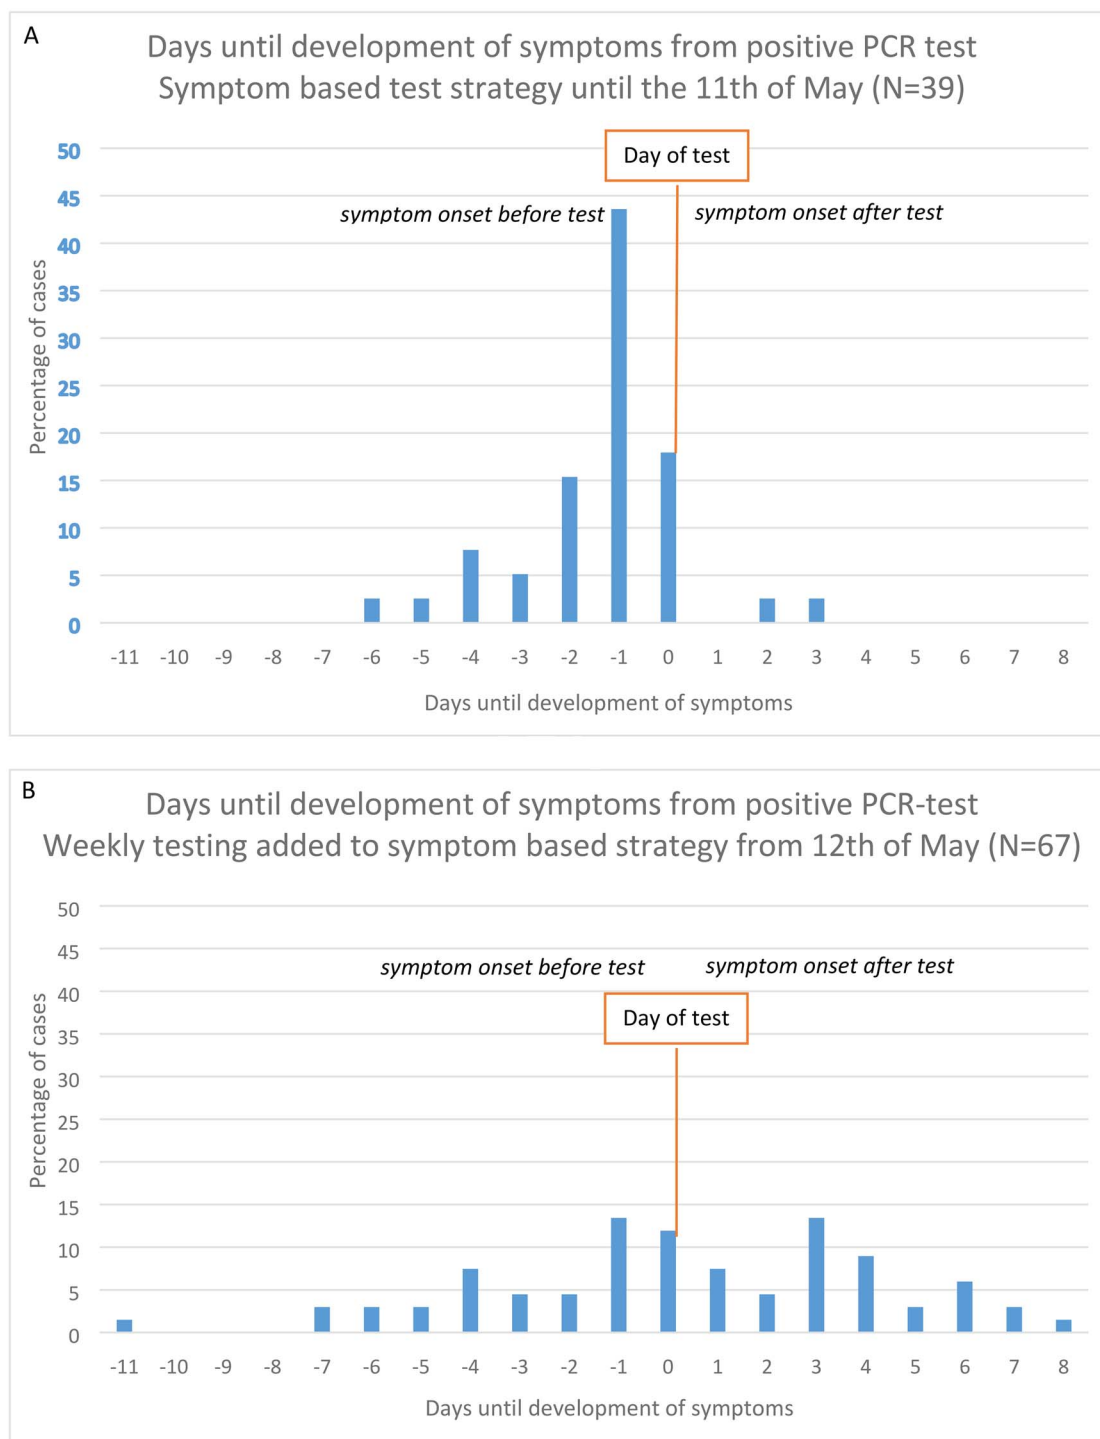 A
Days until development of symptoms from positive PCR test
Symptom based test strategy until the 11th of May (N=39)
50
Day of test
45
symptom onset before test
symptom onset after test
40
35
30
25
20
15
10
5
0
Percentage of cases
-11 -10 -9 -8 -7 -6 -5 -4 -3 -2 -1 0 1 2 3 4 5 6 7 8
Days until development of symptoms
B
Days until development of symptoms from positive PCR-test
Weekly testing added to symptom based strategy from 12th of May (N=67)
50
45
symptom onset before test
symptom onset after test
40
Day of test
35
30
25
20
15
10
5
0
Percentage of cases
-11 -10 -9 -8 -7 -6 -5 -4 -3 -2 -1 0 1 2 3 4 5 6 7 8
Days until development of symptoms